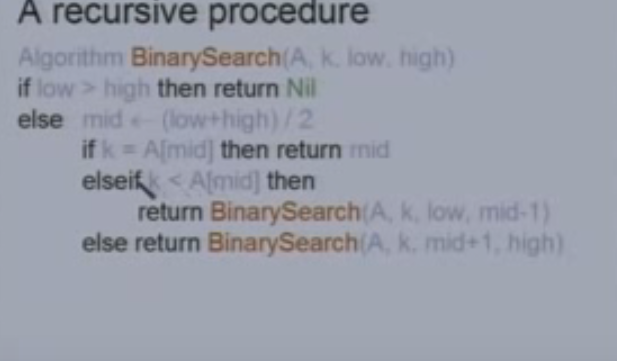 A recursive procedure
Algorithm BinarySearch(A, k, low, high)
if low > high then return Nil
else mid ← (low+high) / 2
if k = A[mid] then return mid
elseif k < A[mid] then
return BinarySearch(A, k, low, mid-1)
else return BinarySearch(A, k, mid+1, high)